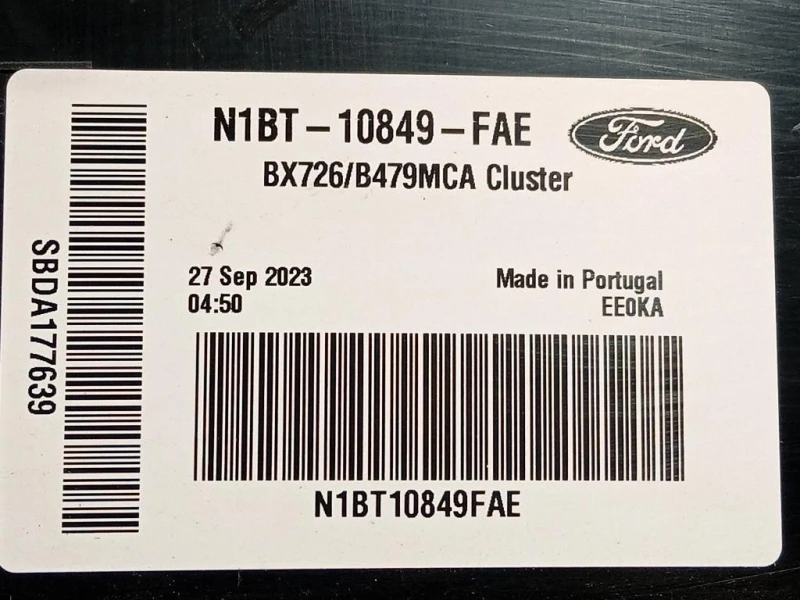 N1BT-10849-FAE
Ford
BX726/B479MCA Cluster
27 Sep 2023
Made in Portugal
04:50
EE0KA
SBDA177639
N1BT10849FAE